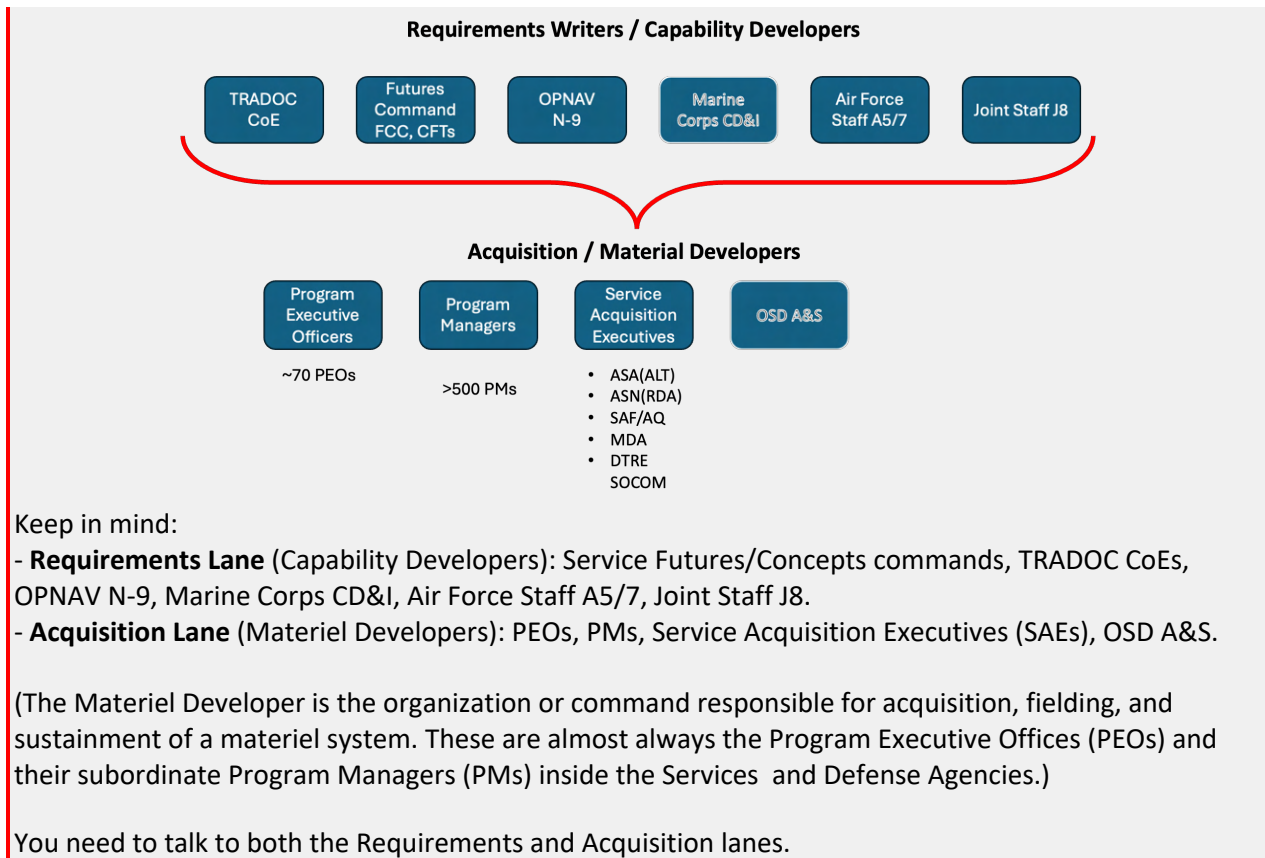 Requirements Writers / Capability Developers
TRADOC
CoE
Futures
Command
FCC, CFTs
OPNAV
N-9
Marine
Corps CD&I
Air Force
Staff A5/7
Joint Staff J8
Acquisition / Material Developers
Program
Executive
Officers
Program
Managers
Service
Acquisition
Executives
OSD A&S
~70 PEOs
>500 PMs
• ASA(ALT)
• ASN(RDA)
• SAF/AQ
• MDA
• DTRE
SOCOM
Keep in mind:
- Requirements Lane (Capability Developers): Service Futures/Concepts commands, TRADOC CoEs,
OPNAV N-9, Marine Corps CD&I, Air Force Staff A5/7, Joint Staff J8.
- Acquisition Lane (Materiel Developers): PEOs, PMs, Service Acquisition Executives (SAEs), OSD A&S.
(The Materiel Developer is the organization or command responsible for acquisition, fielding, and
sustainment of a materiel system. These are almost always the Program Executive Offices (PEOs) and
their subordinate Program Managers (PMs) inside the Services and Defense Agencies.)
You need to talk to both the Requirements and Acquisition lanes.